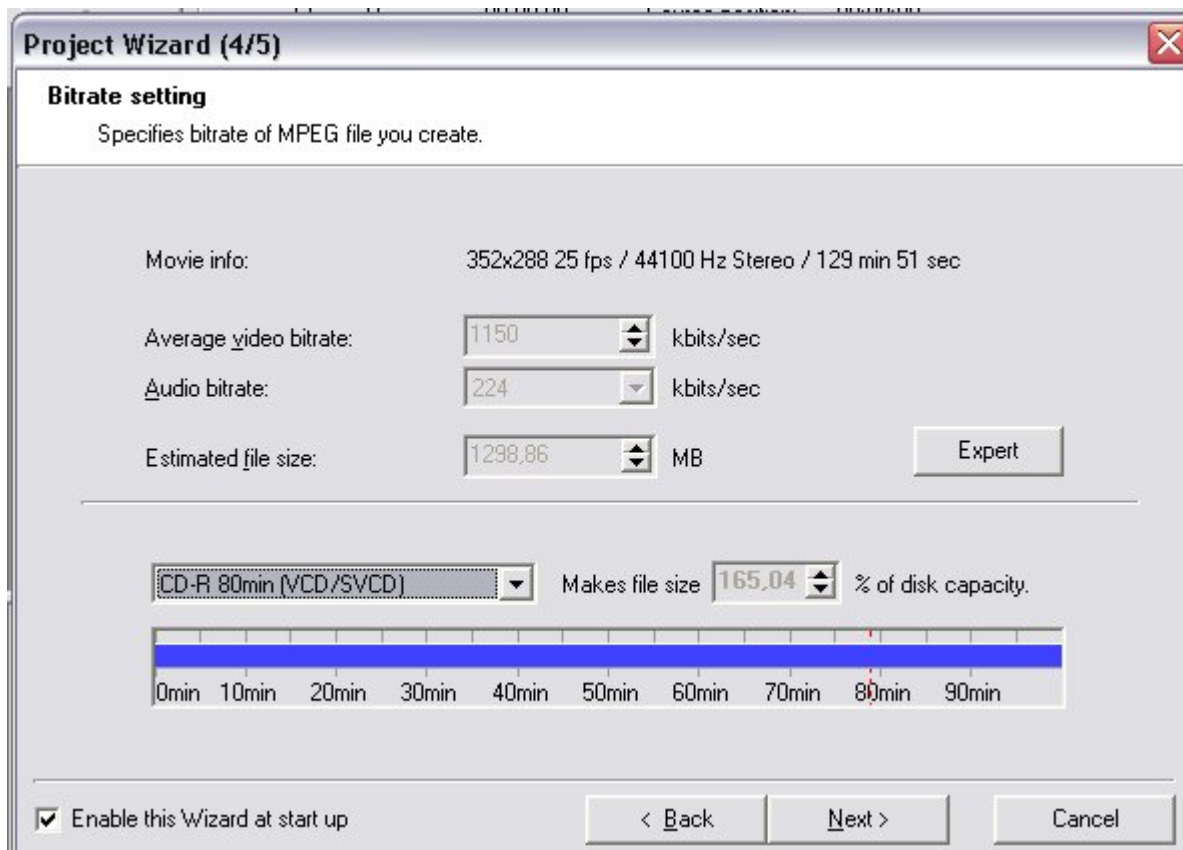 Project Wizard (4/5)
Bitrate setting
Specifies bitrate of MPEG file you create.
Movie info: 352x288 25 fps / 44100 Hz Stereo / 129 min 51 sec
Average video bitrate: 1150 kbits/sec
Audio bitrate: 224 kbits/sec
Estimated file size: 1298,86 MB Expert
CD-R 80min (VCD/SVCD) Makes file size 165,04 % of disk capacity.
0min 10min 20min 30min 40min 50min 60min 70min 80min 90min
Enable this Wizard at start up < Back Next > Cancel